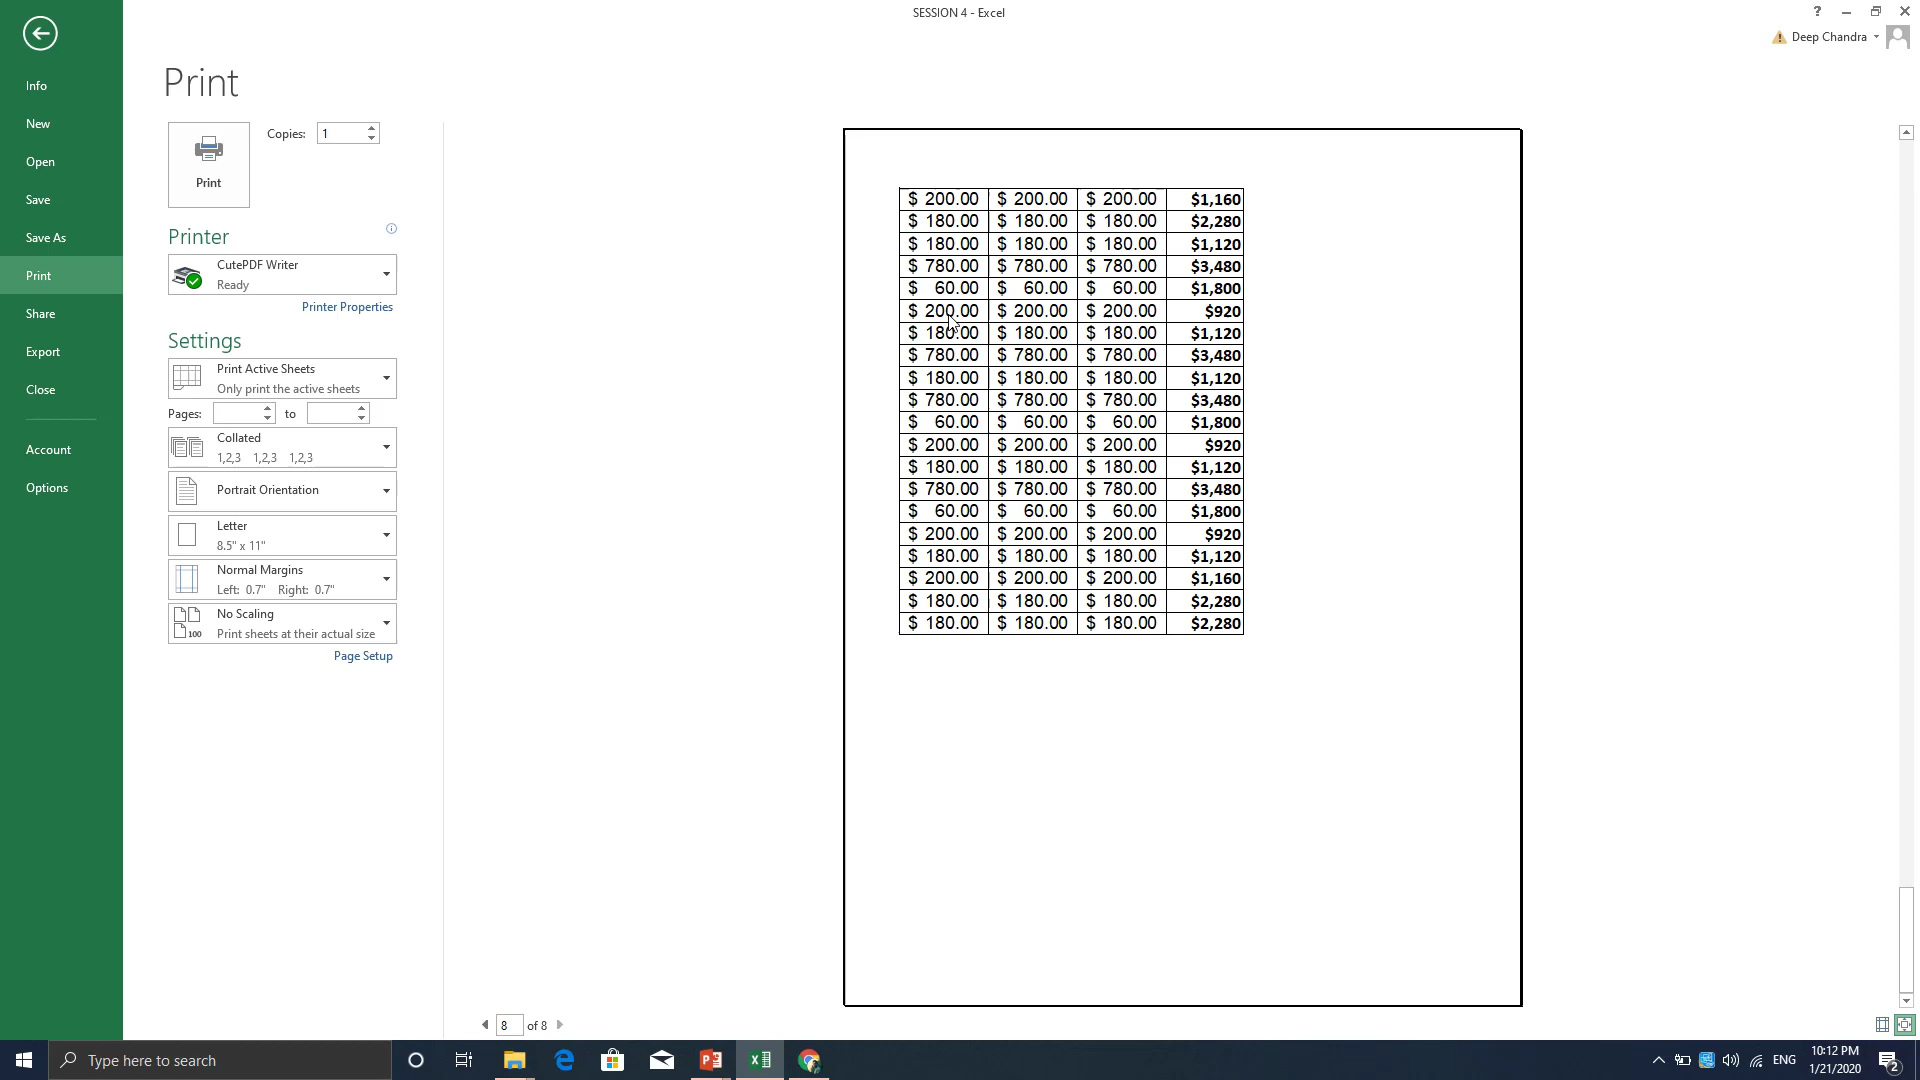 SESSION 4 - Excel
?
Deep Chandra
Info
New
Open
Save
Save As
Print
Share
Export
Close
Account
Options
Print
Print
Copies: 1
Printer
CutePDF Writer
Ready
Printer Properties
Settings
Print Active Sheets
Only print the active sheets
Pages: to
Collated
1,2,3 1,2,3 1,2,3
Portrait Orientation
Letter
8.5" x 11"
Normal Margins
Left: 0.7" Right: 0.7"
100
No Scaling
Print sheets at their actual size
Page Setup
$ 200.00 $ 200.00 $ 200.00 $1,160
$ 180.00 $ 180.00 $ 180.00 $2,280
$ 180.00 $ 180.00 $ 180.00 $1,120
$ 780.00 $ 780.00 $ 780.00 $3,480
$ 60.00 $ 60.00 $ 60.00 $1,800
$ 200.00 $ 200.00 $ 200.00 $920
$ 180.00 $ 180.00 $ 180.00 $1,120
$ 780.00 $ 780.00 $ 780.00 $3,480
$ 180.00 $ 180.00 $ 180.00 $1,120
$ 780.00 $ 780.00 $ 780.00 $3,480
$ 60.00 $ 60.00 $ 60.00 $1,800
$ 200.00 $ 200.00 $ 200.00 $920
$ 180.00 $ 180.00 $ 180.00 $1,120
$ 780.00 $ 780.00 $ 780.00 $3,480
$ 60.00 $ 60.00 $ 60.00 $1,800
$ 200.00 $ 200.00 $ 200.00 $920
$ 180.00 $ 180.00 $ 180.00 $1,120
$ 200.00 $ 200.00 $ 200.00 $1,160
$ 180.00 $ 180.00 $ 180.00 $2,280
$ 180.00 $ 180.00 $ 180.00 $2,280
8 of 8
Type here to search
ENG
10:12 PM
1/21/2020
2